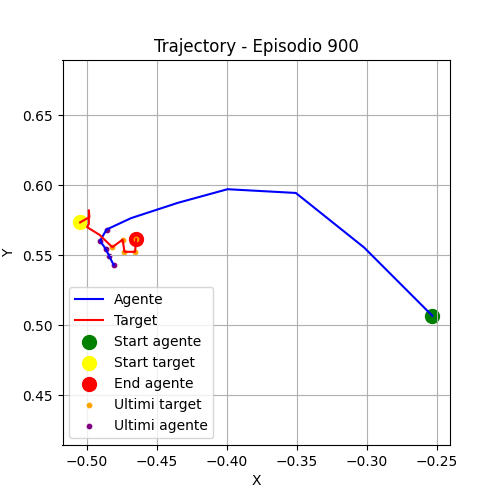 Trajectory - Episodio 900
0.65
0.60
0.55
0.50
0.45
Y
Agente
Target
Start agente
Start target
End agente
Ultimi target
Ultimi agente
−0.50 −0.45 −0.40 −0.35 −0.30 −0.25
X